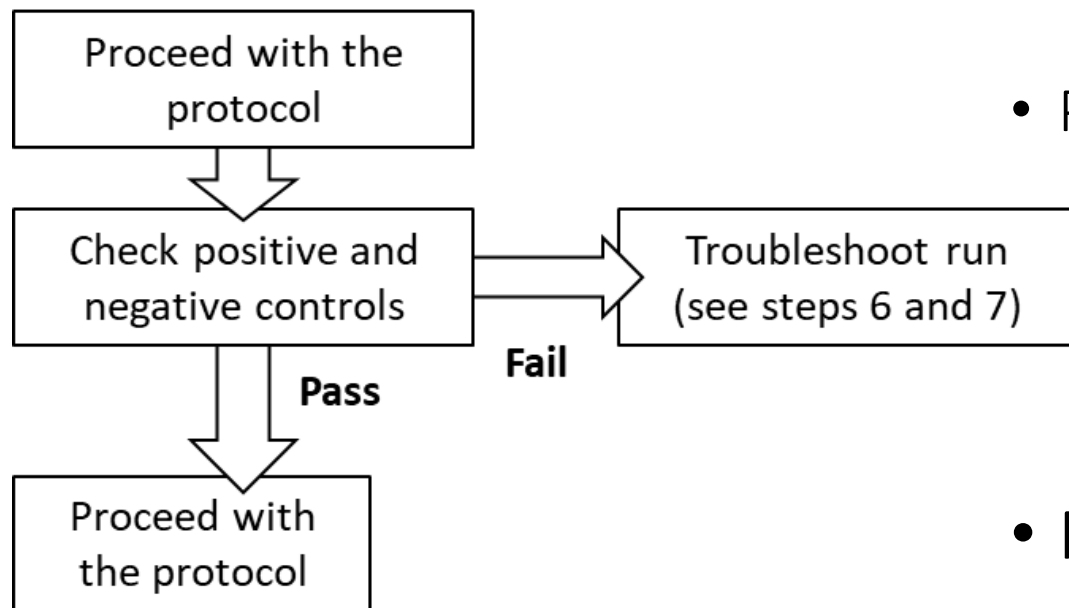 Proceed with the
protocol
Check positive and
negative controls
Troubleshoot run
(see steps 6 and 7)
Fail
Pass
Proceed with
the protocol